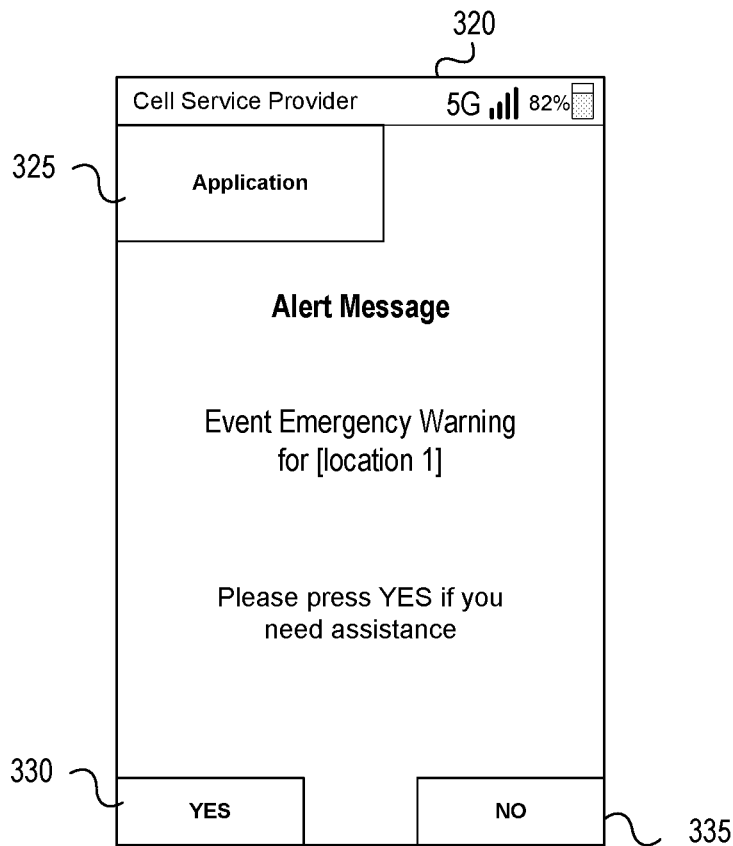 320
Cell Service Provider 5G 82%
325
Application
Alert Message
Event Emergency Warning
for [location 1]
Please press YES if you
need assistance
330
YES
NO
335